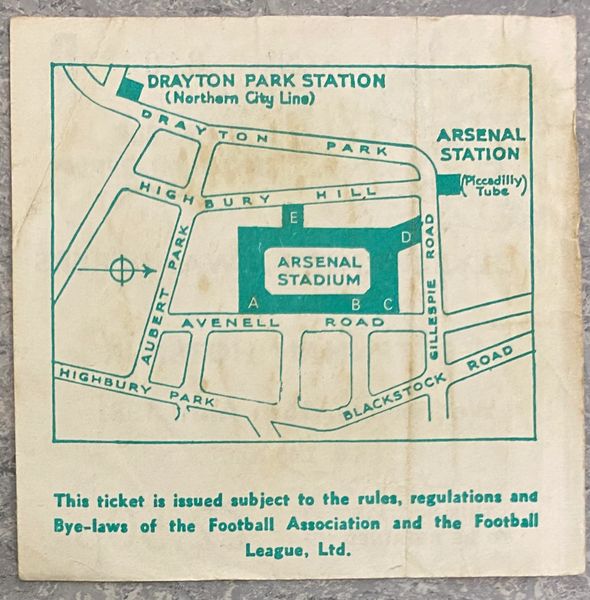 DRAYTON PARK STATION
(Northern City Line)
DRAYTON PARK
ARSENAL
STATION
(Piccadilly)
Tube
HIGHBURY HILL
E
D
ARSENAL
STADIUM
A B C
AUBERT PARK
GILLESPIE ROAD
AVENELL ROAD
HIGHBURY PARK
BLACKSTOCK ROAD
This ticket is issued subject to the rules, regulations and
Bye-laws of the Football Association and the Football
League, Ltd.